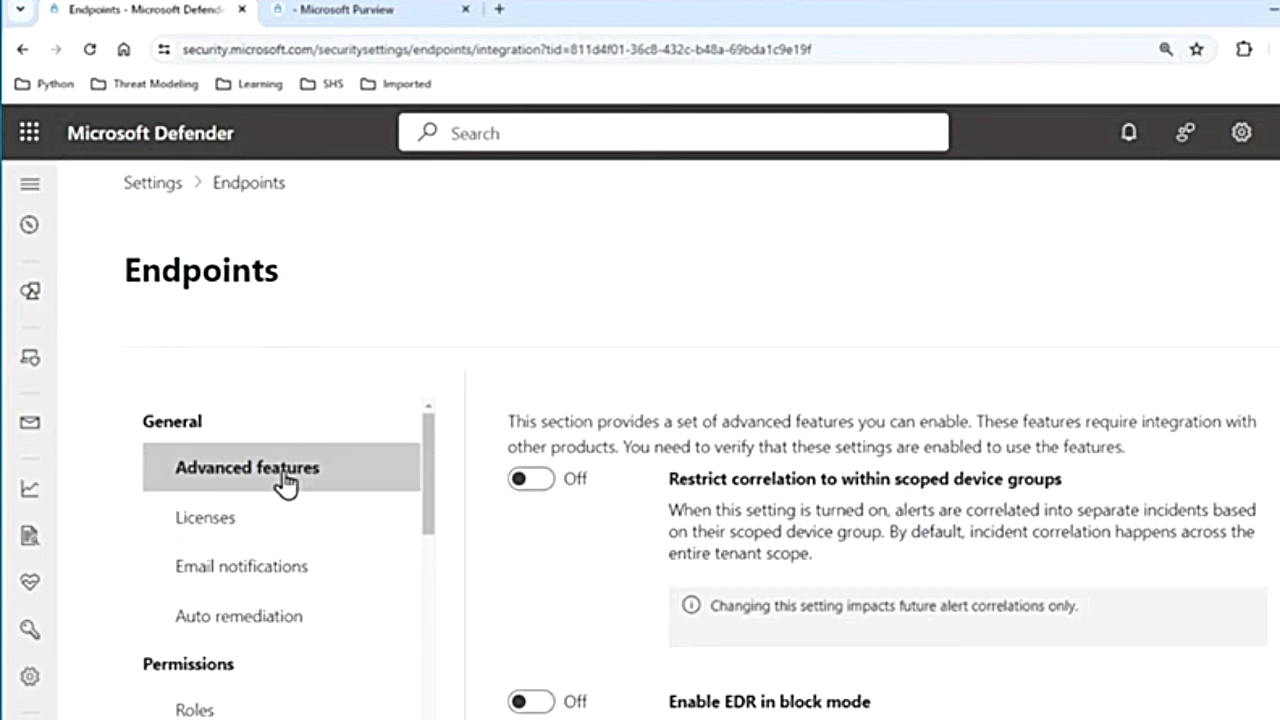 Endpoints - Microsoft Defend
- Microsoft Purview
security.microsoft.com/securitysettings/endpoints/integration?tid=811d4f01-36c8-432c-b48a-69bda1c9e19f
Python
Threat Modeling
Learning
SHS
Imported
Microsoft Defender
Search
Settings > Endpoints
Endpoints
General
Advanced features
Licenses
Email notifications
Auto remediation
Permissions
Roles
This section provides a set of advanced features you can enable. These features require integration with
other products. You need to verify that these settings are enabled to use the features.
Off
Restrict correlation to within scoped device groups
When this setting is turned on, alerts are correlated into separate incidents based
on their scoped device group. By default, incident correlation happens across the
entire tenant scope.
Changing this setting impacts future alert correlations only.
Off
Enable EDR in block mode